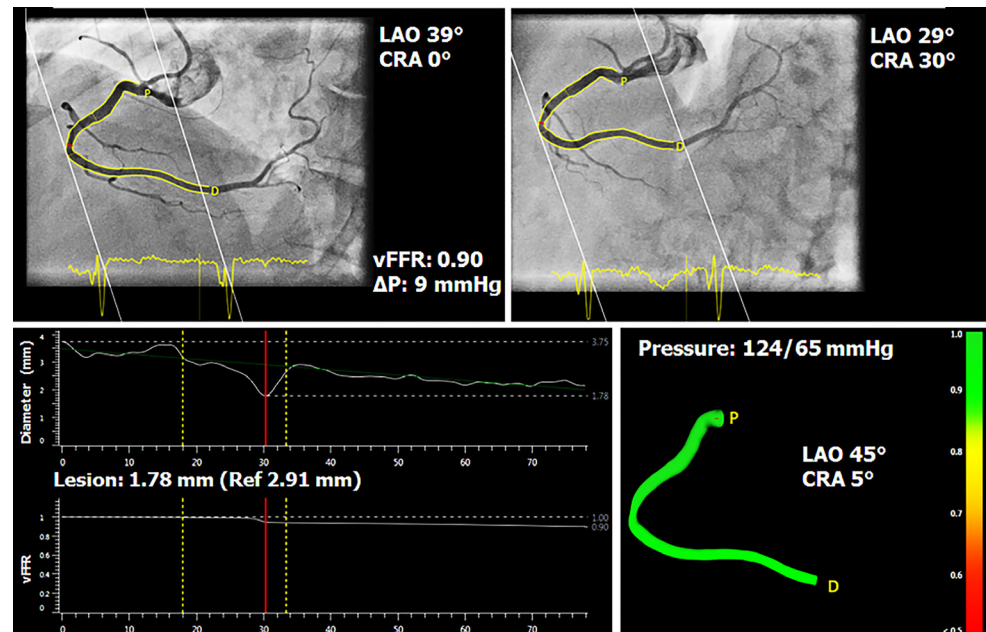 LAO 39°
CRA 0°
P
D
vFFR: 0.90
ΔP: 9 mmHg
LAO 29°
CRA 30°
P
D
Diameter (mm)
4
3
2
1
0
3.75
1.78
0 10 20 30 40 50 60 70
Lesion: 1.78 mm (Ref 2.91 mm)
vFFR
1
0.8
0.6
0.4
0.2
0
1.00
0.90
0 10 20 30 40 50 60 70
Pressure: 124/65 mmHg
P
LAO 45°
CRA 5°
D
1.0
0.9
0.8
0.7
0.6
< 0.5